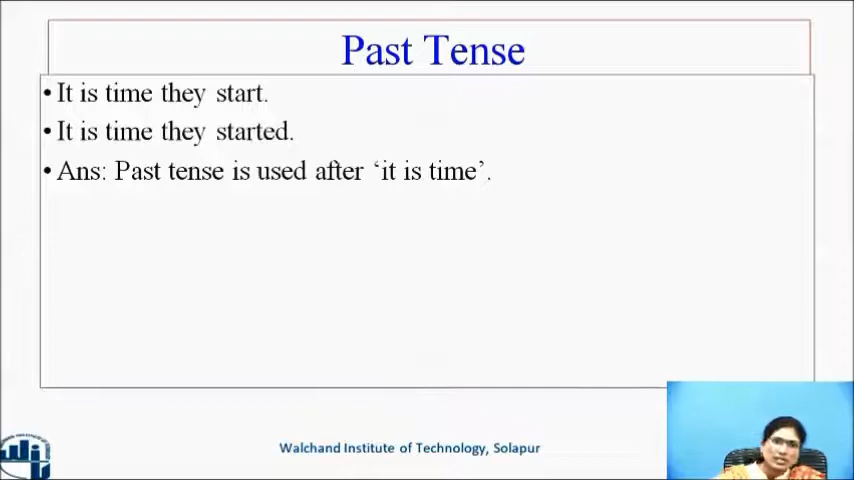 Past Tense
• It is time they start.
• It is time they started.
• Ans: Past tense is used after ‘it is time’.
Walchand Institute of Technology, Solapur